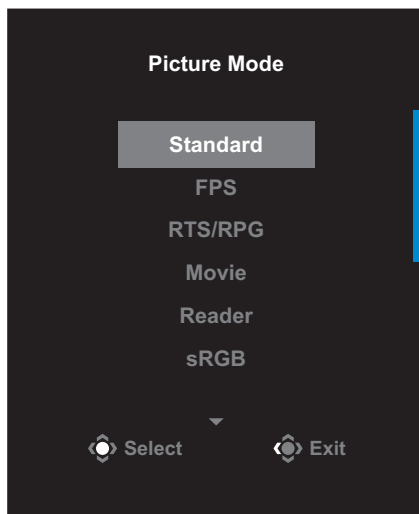 Picture Mode
Standard
FPS
RTS/RPG
Movie
Reader
sRGB
Select Exit